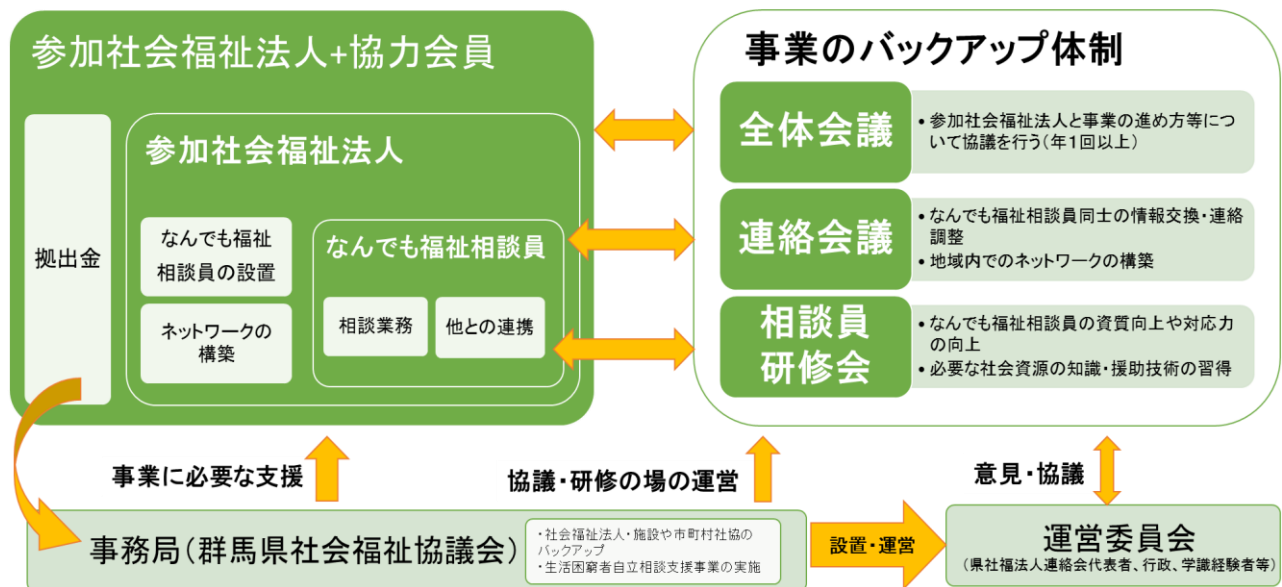 参加社会福祉法人+協力会員
拠出金
参加社会福祉法人
なんでも福祉
相談員の設置
ネットワークの
構築
なんでも福祉相談員
相談業務
他との連携
事業のバックアップ体制
全体会議
・参加社会福祉法人と事業の進め方等につ
いて協議を行う（年1回以上）
連絡会議
・なんでも福祉相談員同士の情報交換・連絡
調整
・地域内でのネットワークの構築
相談員
研修会
・なんでも福祉相談員の資質向上や対応力
の向上
・必要な社会資源の知識・援助技術の習得
事業に必要な支援
協議・研修の場の運営
意見・協議
事務局（群馬県社会福祉協議会）
・社会福祉法人・施設や市町村社協の
バックアップ
・生活困窮者自立相談支援事業の実施
設置・運営
運営委員会
（県社福法人連絡会代表者、行政、学識経験者等）